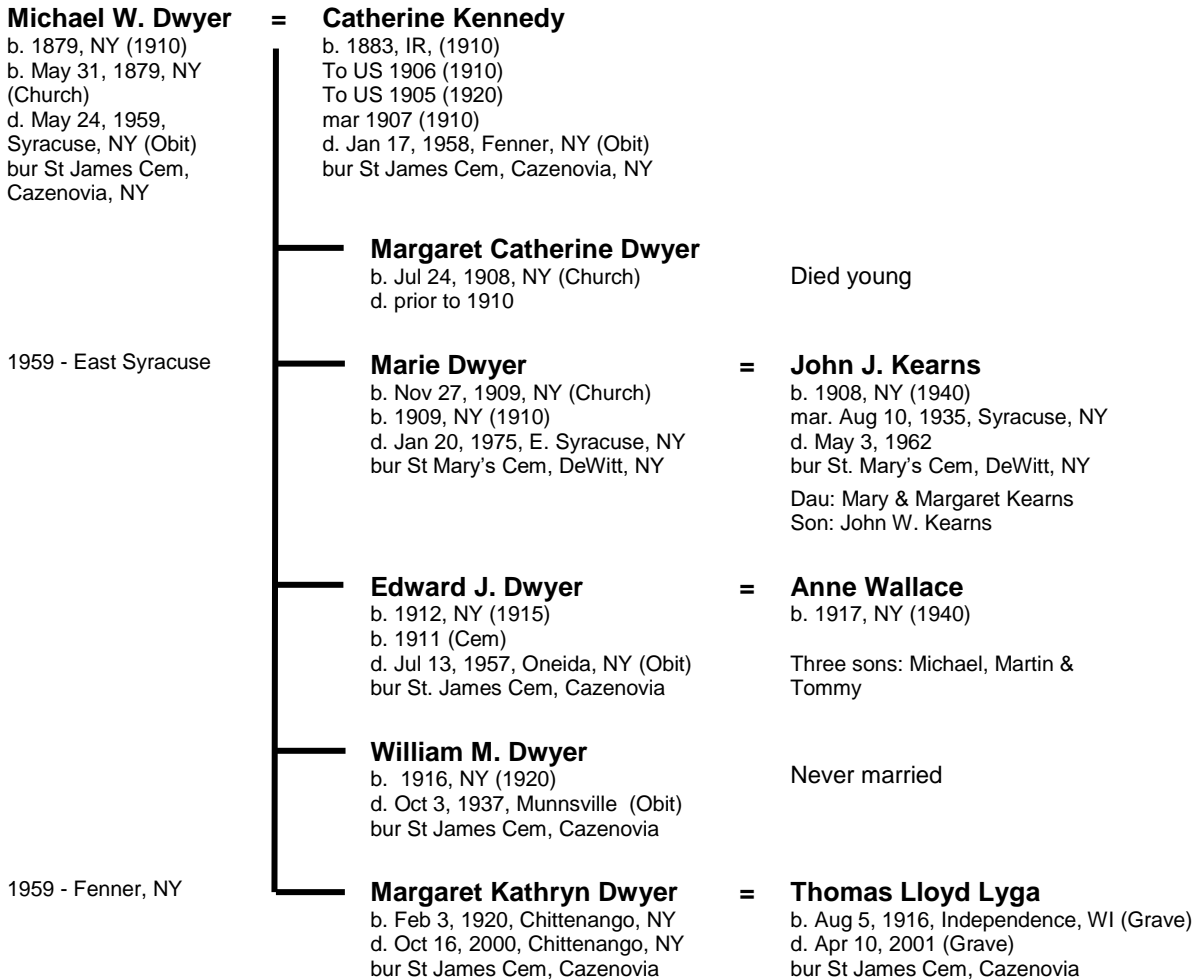 Michael W. Dwyer = Catherine Kennedy
b. 1879, NY (1910)
b. May 31, 1879, NY
(Church)
d. May 24, 1959,
Syracuse, NY (Obit)
bur St James Cem,
Cazenovia, NY
b. 1883, IR, (1910)
To US 1906 (1910)
To US 1905 (1920)
mar 1907 (1910)
d. Jan 17, 1958, Fenner, NY (Obit)
bur St James Cem, Cazenovia, NY
Margaret Catherine Dwyer
b. Jul 24, 1908, NY (Church)
d. prior to 1910
Died young
1959 - East Syracuse
Marie Dwyer = John J. Kearns
b. Nov 27, 1909, NY (Church)
b. 1909, NY (1910)
d. Jan 20, 1975, E. Syracuse, NY
bur St Mary's Cem, DeWitt, NY
b. 1908, NY (1940)
mar. Aug 10, 1935, Syracuse, NY
d. May 3, 1962
bur St. Mary's Cem, DeWitt, NY
Dau: Mary & Margaret Kearns
Son: John W. Kearns
Edward J. Dwyer = Anne Wallace
b. 1912, NY (1915)
b. 1911 (Cem)
d. Jul 13, 1957, Oneida, NY (Obit)
bur St. James Cem, Cazenovia
b. 1917, NY (1940)
Three sons: Michael, Martin &
Tommy
William M. Dwyer
b. 1916, NY (1920)
d. Oct 3, 1937, Munnsville (Obit)
bur St James Cem, Cazenovia
Never married
1959 - Fenner, NY
Margaret Kathryn Dwyer = Thomas Lloyd Lyga
b. Feb 3, 1920, Chittenango, NY
d. Oct 16, 2000, Chittenango, NY
bur St James Cem, Cazenovia
b. Aug 5, 1916, Independence, WI (Grave)
d. Apr 10, 2001 (Grave)
bur St James Cem, Cazenovia